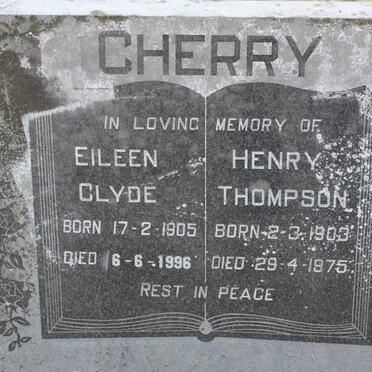 CHERRY
IN LOVING MEMORY OF
EILEEN
CLYDE
BORN 17-2-1905
DIED 6-6-1996
HENRY
THOMPSON
BORN-2-3-1903
DIED 29-4-1975
REST IN PEACE